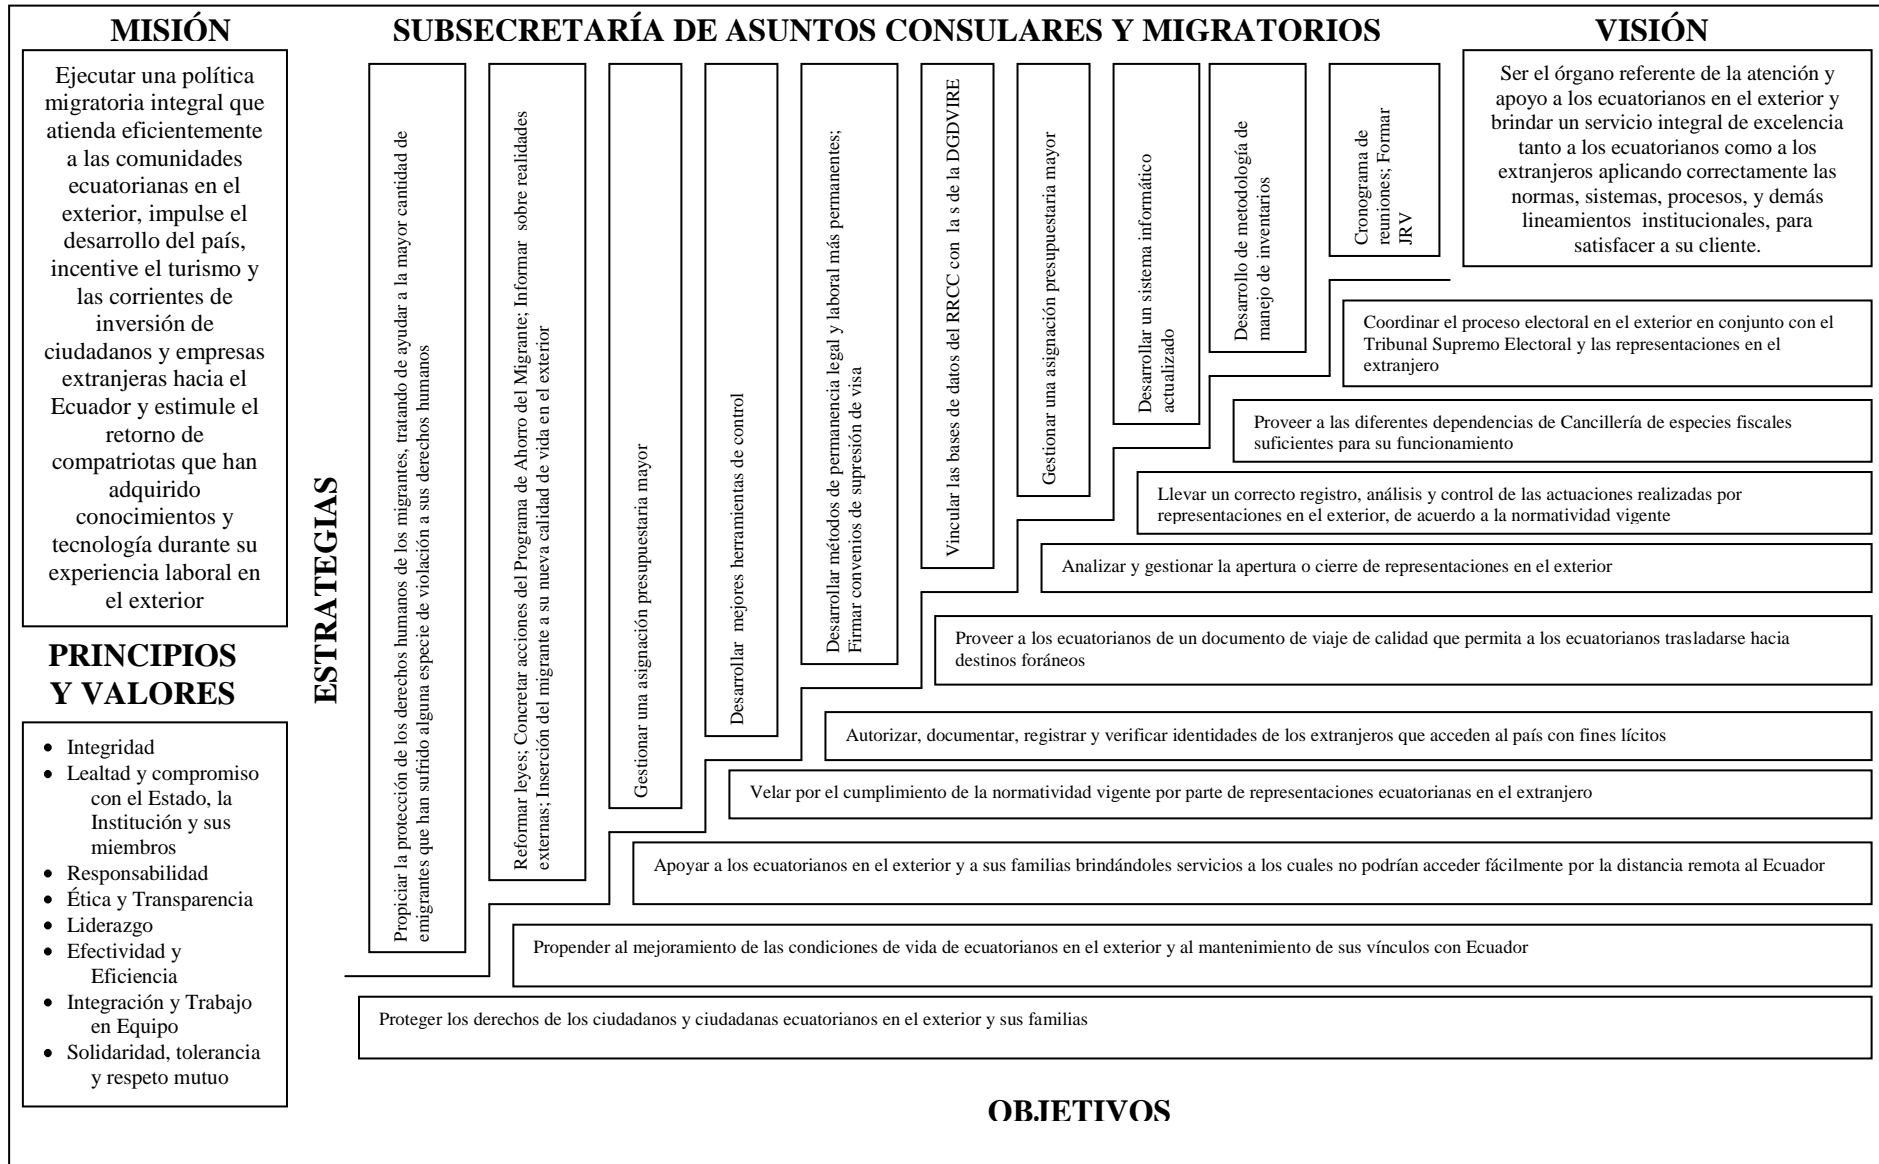 MISIÓN
Ejecutar una política
migratoria integral que
atienda eficientemente
a las comunidades
ecuatorianas en el
exterior, impulse el
desarrollo del país,
incentive el turismo y
las corrientes de
inversión de
ciudadanos y empresas
extranjeras hacia el
Ecuador y estimule el
retorno de
compatriotas que han
adquirido
conocimientos y
tecnología durante su
experiencia laboral en
el exterior
PRINCIPIOS
Y VALORES
• Integridad
• Lealtad y compromiso
con el Estado, la
Institución y sus
miembros
• Responsabilidad
• Ética y Transparencia
• Liderazgo
• Efectividad y
Eficiencia
• Integración y Trabajo
en Equipo
• Solidaridad, tolerancia
y respeto mutuo
SUBSECRETARÍA DE ASUNTOS CONSULARES Y MIGRATORIOS
ESTRATEGIAS
Propiciar la protección de los derechos humanos de los migrantes, tratando de ayudar a la mayor cantidad de
emigrantes que han sufrido alguna especie de violación a sus derechos humanos
Reformar leyes; Concretar acciones del Programa de Ahorro del Migrante; Informar sobre realidades
externas; Inserción del migrante a su nueva calidad de vida en el exterior
Gestionar una asignación presupuestaria mayor
Desarrollar mejores herramientas de control
Desarrollar métodos de permanencia legal y laboral más permanentes;
Firmar convenios de supresión de visa
Vincular las bases de datos del RRCC con la s de la DGDVIRE
Gestionar una asignación presupuestaria mayor
Desarrollar un sistema informático
actualizado
Desarrollo de metodología de
manejo de inventarios
Cronograma de
reuniones; Formar
JRV
VISIÓN
Ser el órgano referente de la atención y
apoyo a los ecuatorianos en el exterior y
brindar un servicio integral de excelencia
tanto a los ecuatorianos como a los
extranjeros aplicando correctamente las
normas, sistemas, procesos, y demás
lineamientos institucionales, para
satisfacer a su cliente.
Coordinar el proceso electoral en el exterior en conjunto con el
Tribunal Supremo Electoral y las representaciones en el
extranjero
Proveer a las diferentes dependencias de Cancillería de especies fiscales
suficientes para su funcionamiento
Llevar un correcto registro, análisis y control de las actuaciones realizadas por
representaciones en el exterior, de acuerdo a la normatividad vigente
Analizar y gestionar la apertura o cierre de representaciones en el exterior
Proveer a los ecuatorianos de un documento de viaje de calidad que permita a los ecuatorianos trasladarse hacia
destinos foráneos
Autorizar, documentar, registrar y verificar identidades de los extranjeros que acceden al país con fines lícitos
Velar por el cumplimiento de la normatividad vigente por parte de representaciones ecuatorianas en el extranjero
Apoyar a los ecuatorianos en el exterior y a sus familias brindándoles servicios a los cuales no podrían acceder fácilmente por la distancia remota al Ecuador
Propender al mejoramiento de las condiciones de vida de ecuatorianos en el exterior y al mantenimiento de sus vínculos con Ecuador
Proteger los derechos de los ciudadanos y ciudadanas ecuatorianos en el exterior y sus familias
OBJETIVOS